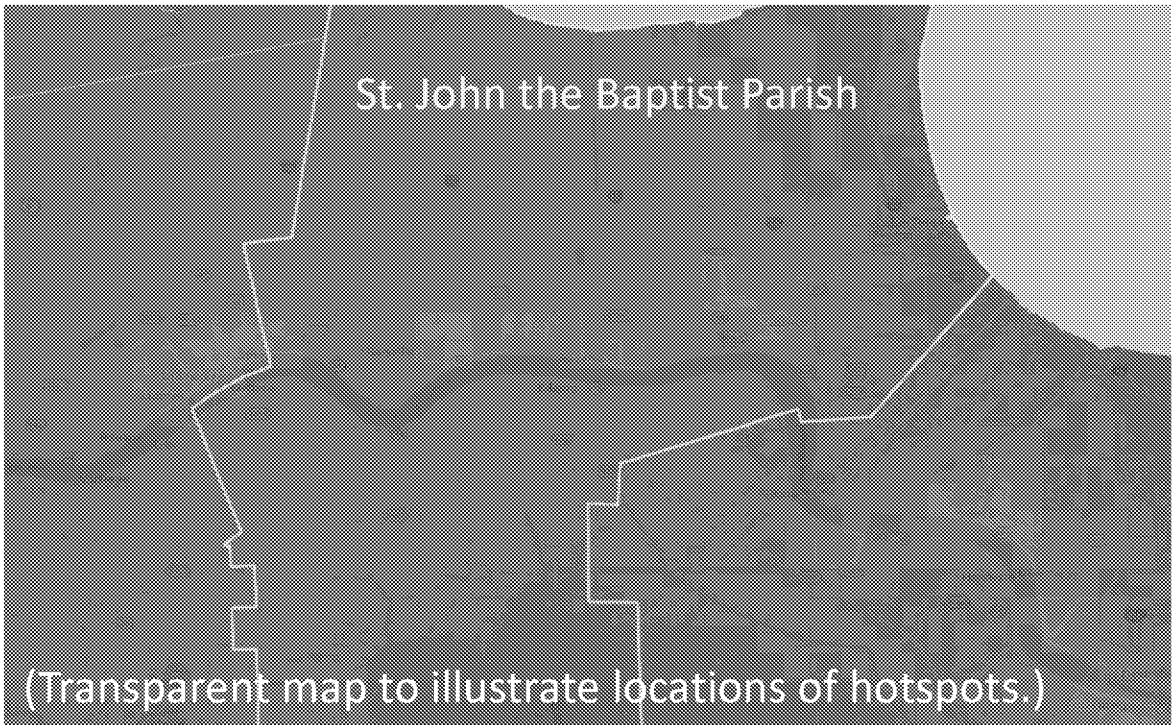 St. John the Baptist Parish
(Transparent map to illustrate locations of hotspots.)